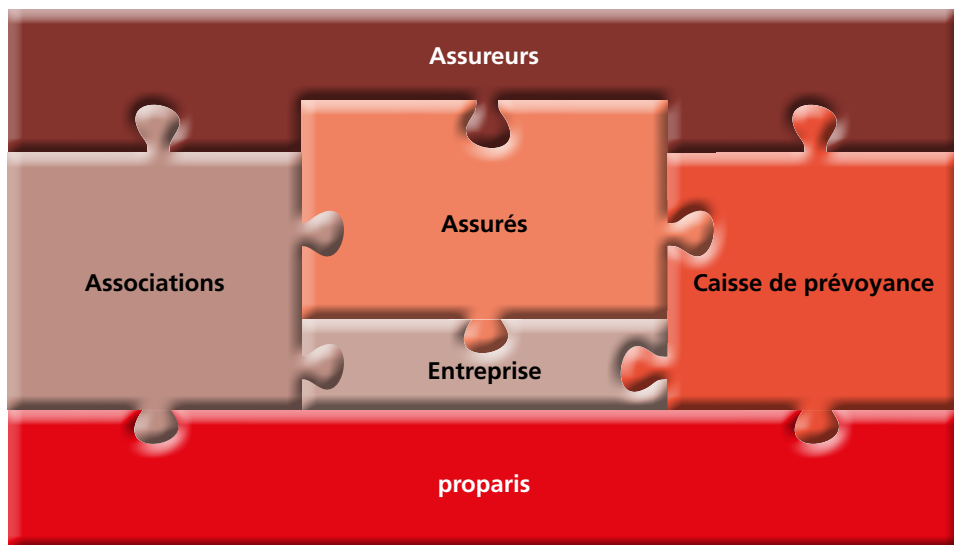 Assureurs
Assurés
Associations
Caisse de prévoyance
Entreprise
proparis